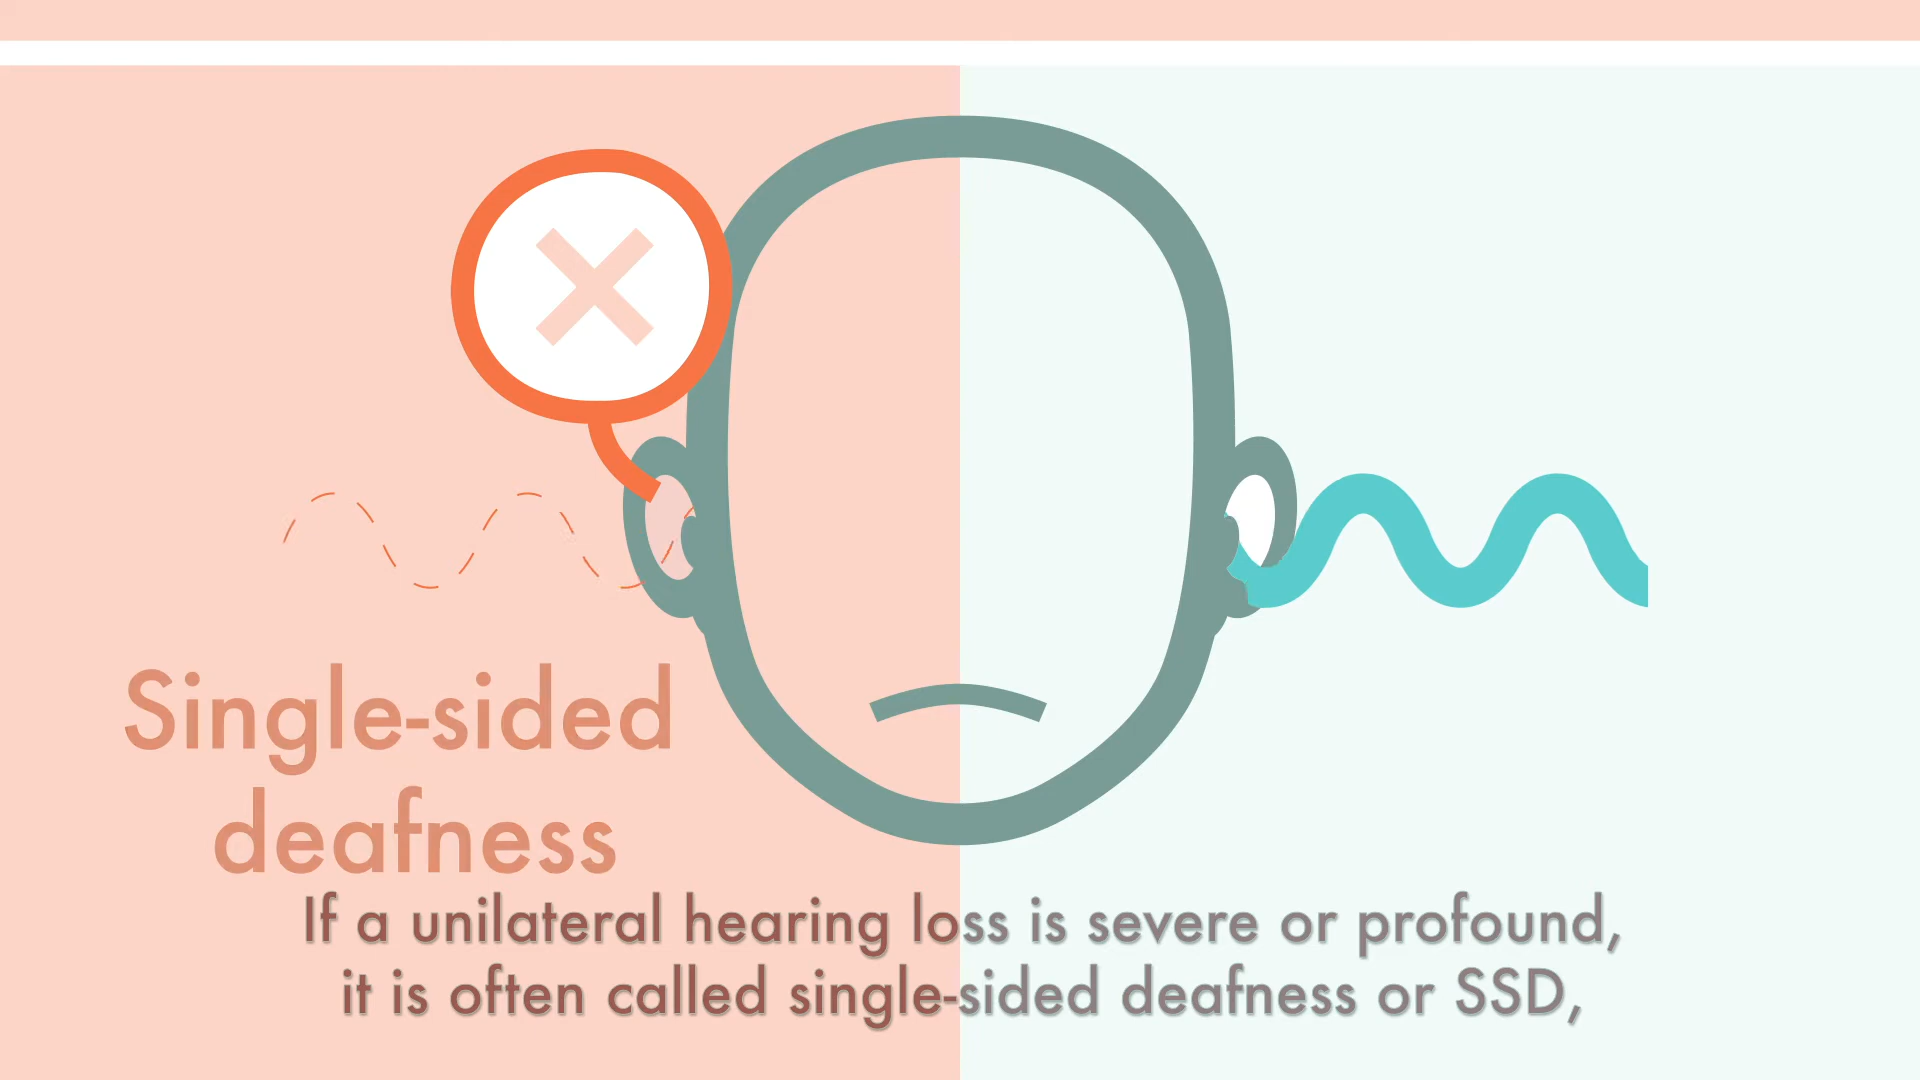 Single-sided
deafness
If a unilateral hearing loss is severe or profound,
it is often called single-sided deafness or SSD,